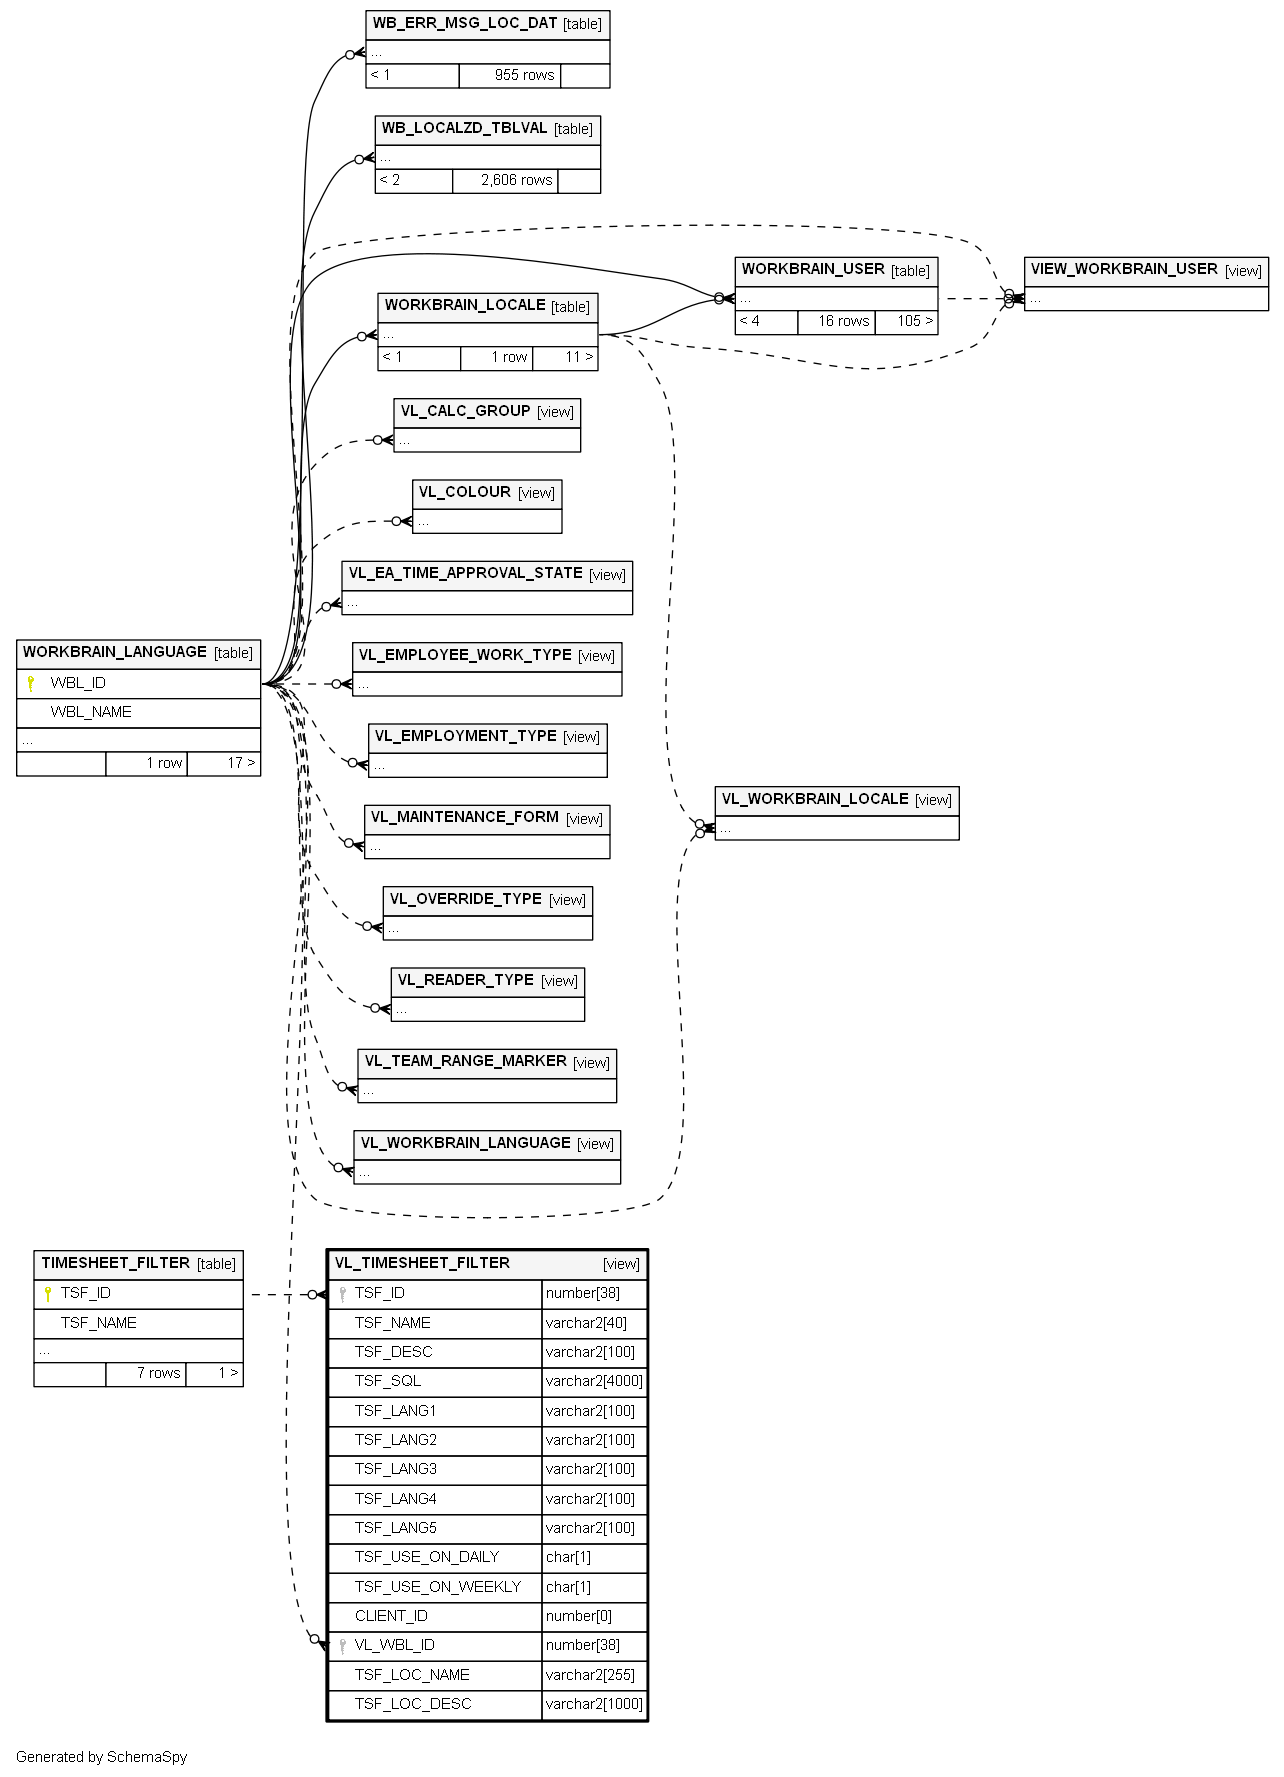 WB_ERR_MSG_LOC_DAT [table]
...
< 1 955 rows
WB_LOCALZD_TBLVAL [table]
...
< 2 2,606 rows
WORKBRAIN_USER [table]
...
< 4 16 rows 105 >
VIEW_WORKBRAIN_USER [view]
...
WORKBRAIN_LOCALE [table]
...
< 1 1 row 11 >
VL_CALC_GROUP [view]
...
VL_COLOUR [view]
...
VL_EA_TIME_APPROVAL_STATE [view]
...
WORKBRAIN_LANGUAGE [table]
WBL_ID
WBL_NAME
...
1 row 17 >
VL_EMPLOYEE_WORK_TYPE [view]
...
VL_EMPLOYMENT_TYPE [view]
...
VL_MAINTENANCE_FORM [view]
...
VL_WORKBRAIN_LOCALE [view]
...
VL_OVERRIDE_TYPE [view]
...
VL_READER_TYPE [view]
...
VL_TEAM_RANGE_MARKER [view]
...
VL_WORKBRAIN_LANGUAGE [view]
...
TIMESHEET_FILTER [table]
TSF_ID
TSF_NAME
...
7 rows 1 >
VL_TIMESHEET_FILTER [view]
TSF_ID number[38]
TSF_NAME varchar2[40]
TSF_DESC varchar2[100]
TSF_SQL varchar2[4000]
TSF_LANG1 varchar2[100]
TSF_LANG2 varchar2[100]
TSF_LANG3 varchar2[100]
TSF_LANG4 varchar2[100]
TSF_LANG5 varchar2[100]
TSF_USE_ON_DAILY char[1]
TSF_USE_ON_WEEKLY char[1]
CLIENT_ID number[0]
VL_WBL_ID number[38]
TSF_LOC_NAME varchar2[255]
TSF_LOC_DESC varchar2[1000]
Generated by SchemaSpy